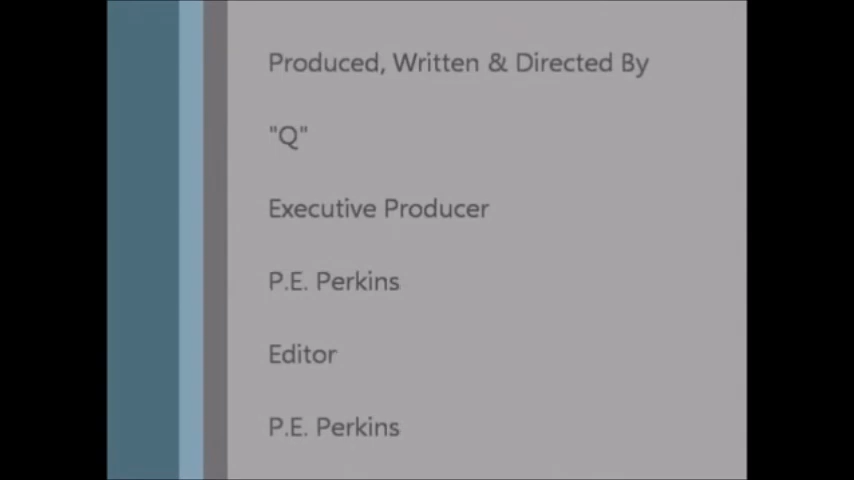 Produced, Written & Directed By
"Q"
Executive Producer
P.E. Perkins
Editor
P.E. Perkins